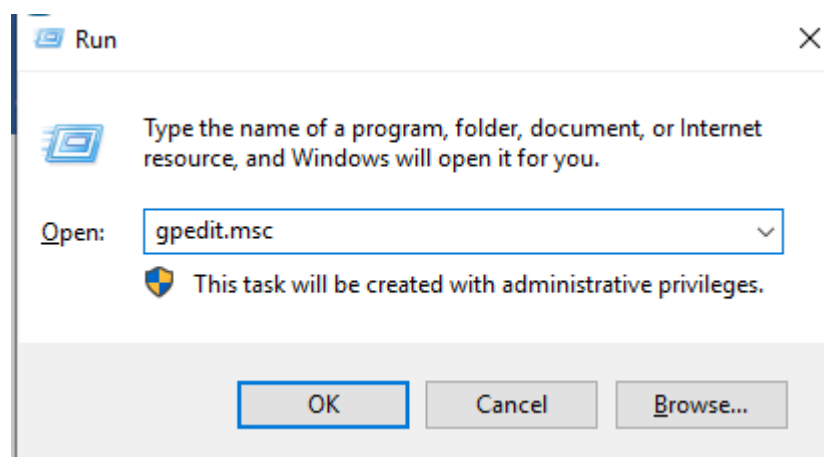 Run
Type the name of a program, folder, document, or Internet
resource, and Windows will open it for you.
Open: gpedit.msc
This task will be created with administrative privileges.
OK Cancel Browse...